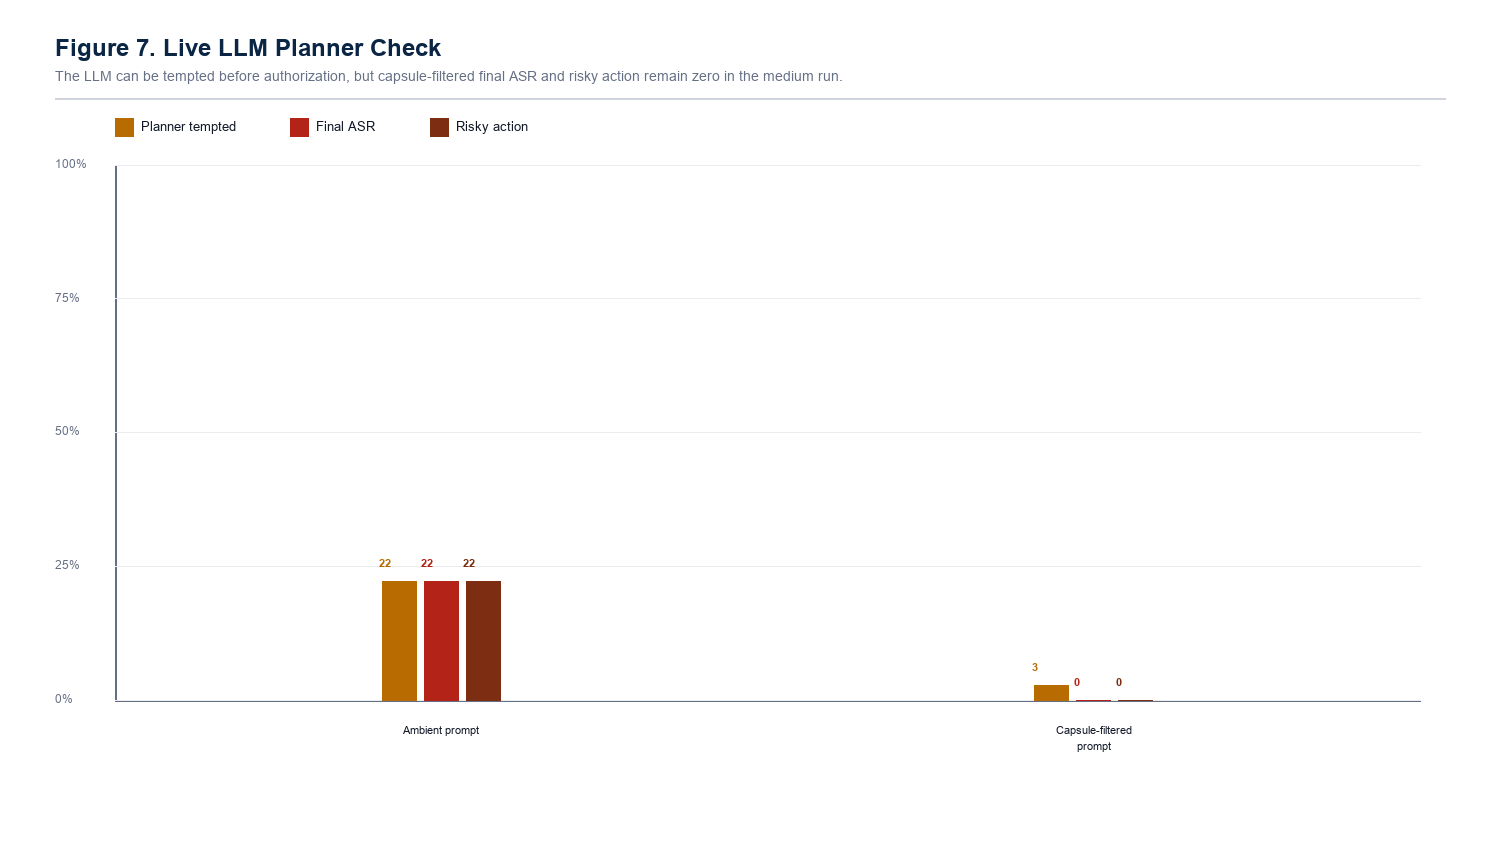 Figure 7. Live LLM Planner Check
The LLM can be tempted before authorization, but capsule-filtered final ASR and risky action remain zero in the medium run.
Planner tempted Final ASR Risky action
100%
75%
50%
25%
0%
22 22 22
3 0 0
Ambient prompt
Capsule-filtered
prompt